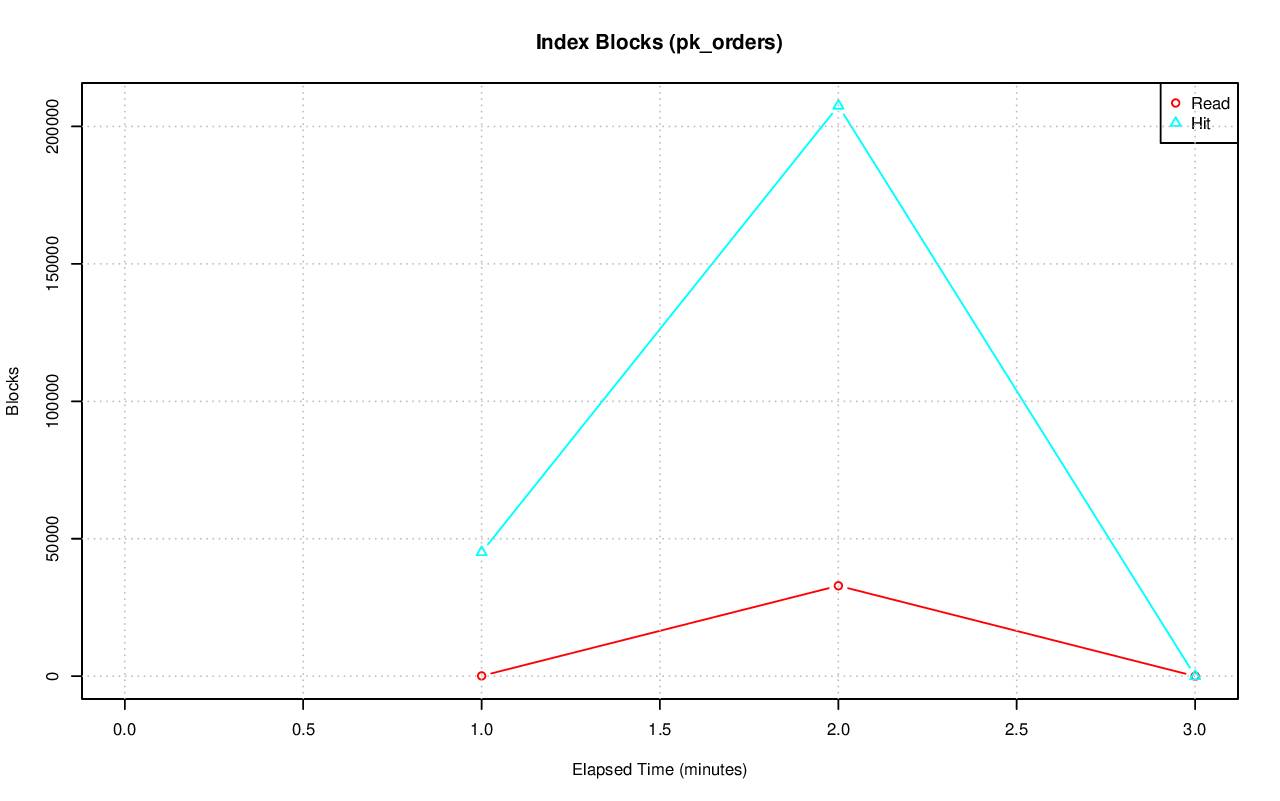 Index Blocks (pk_orders)
Read
Hit
200000
150000
100000
50000
0
Blocks
0.0 0.5 1.0 1.5 2.0 2.5 3.0
Elapsed Time (minutes)